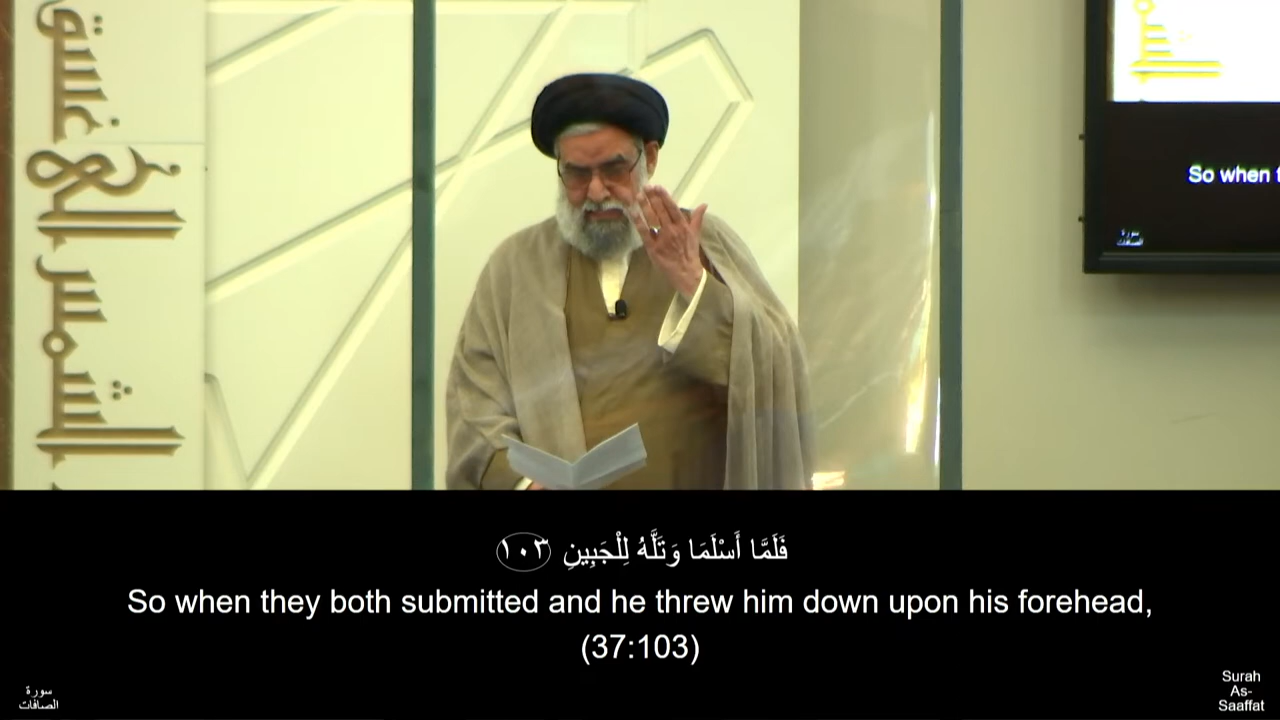 So when
فَلَمَّا أَسْلَمَا وَتَلَّهُ لِلْجَبِينِ ١٠٣
So when they both submitted and he threw him down upon his forehead,
(37:103)
سورة
الصافات
Surah
As-
Saaffat